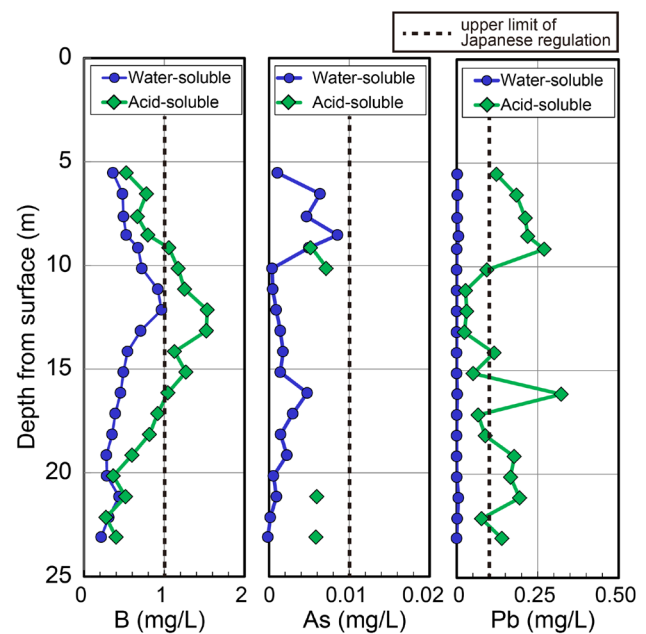 upper limit of
Japanese regulation
0
Water-soluble
Acid-soluble
Water-soluble
Acid-soluble
Water-soluble
Acid-soluble
5
10
15
20
25
Depth from surface (m)
0 1 2
0 0.01 0.02
0 0.25 0.50
B (mg/L)
As (mg/L)
Pb (mg/L)